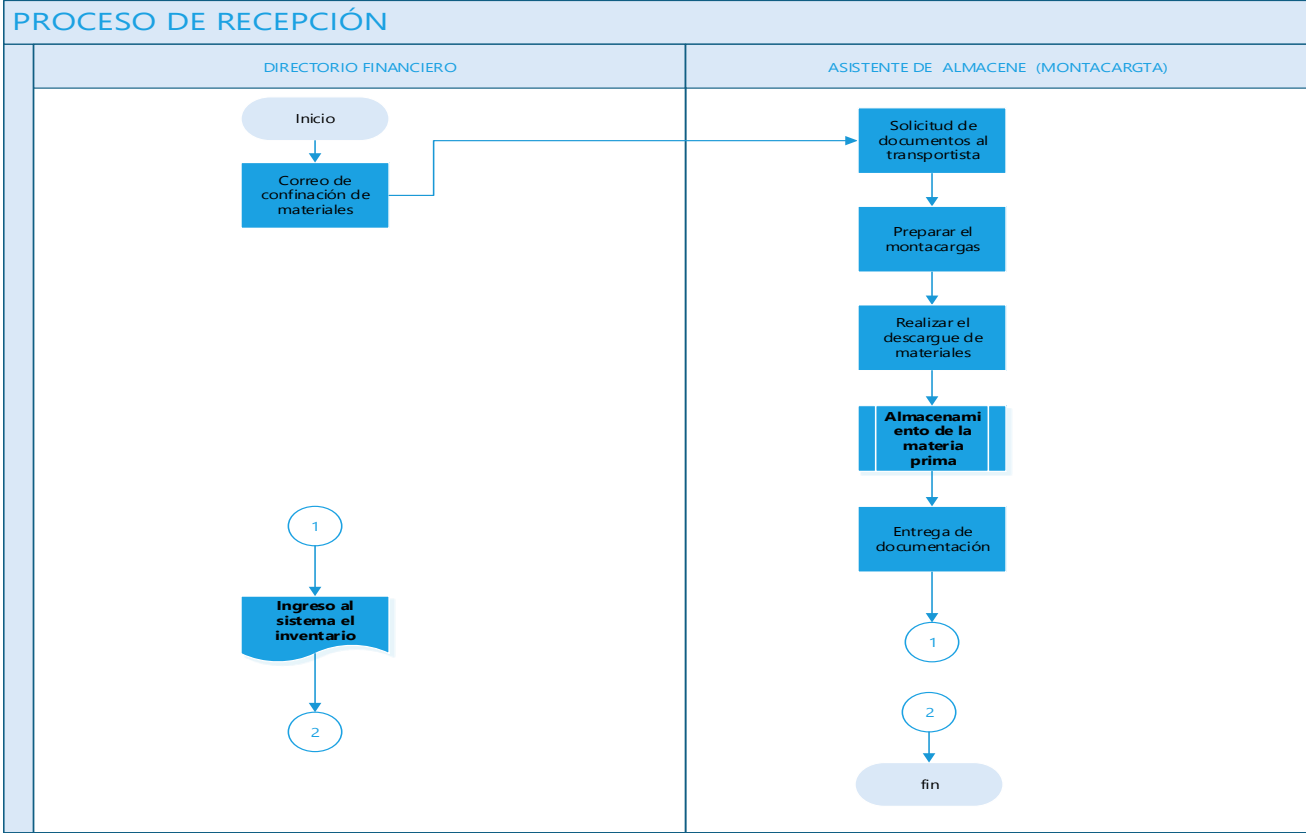 PROCESO DE RECEPCIÓN
DIRECTORIO FINANCIERO
ASISTENTE DE ALMACENE (MONTACARGTA)
Inicio
Correo de
confinación de
materiales
1
Ingreso al
sistema el
inventario
2
Solicitud de
documentos al
transportista
Preparar el
montacargas
Realizar el
descargue de
materiales
Almacenami
ento de la
materia
prima
Entrega de
documentación
1
2
fin